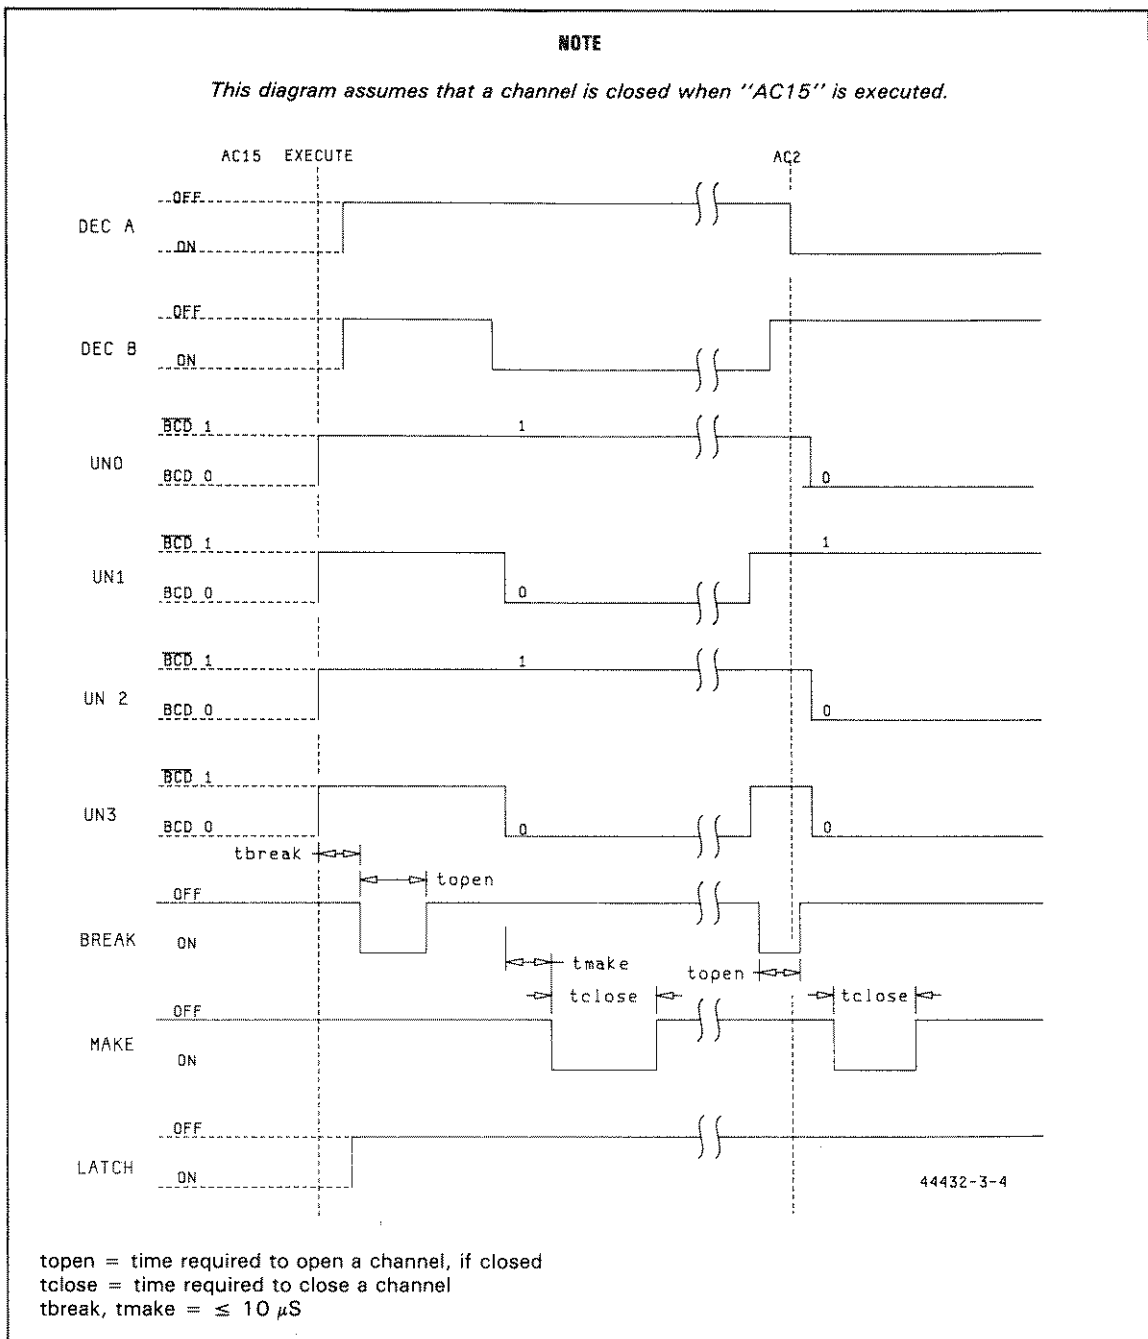 NOTE
This diagram assumes that a channel is closed when "AC15" is executed.
AC15 EXECUTE
AC2
OFF
DEC A
ON
OFF
DEC B
ON
BCD 1
1
UN0
BCD 0
0
BCD 1
1
UN1
BCD 0
0
BCD 1
1
UN 2
BCD 0
0
BCD 1
UN3
BCD 0
0
0
tbreak
topen
OFF
BREAK
ON
tmake
topen
tclose
tclose
OFF
MAKE
ON
OFF
LATCH
ON
44432-3-4
topen = time required to open a channel, if closed
tclose = time required to close a channel
tbreak, tmake = ≤ 10 μS